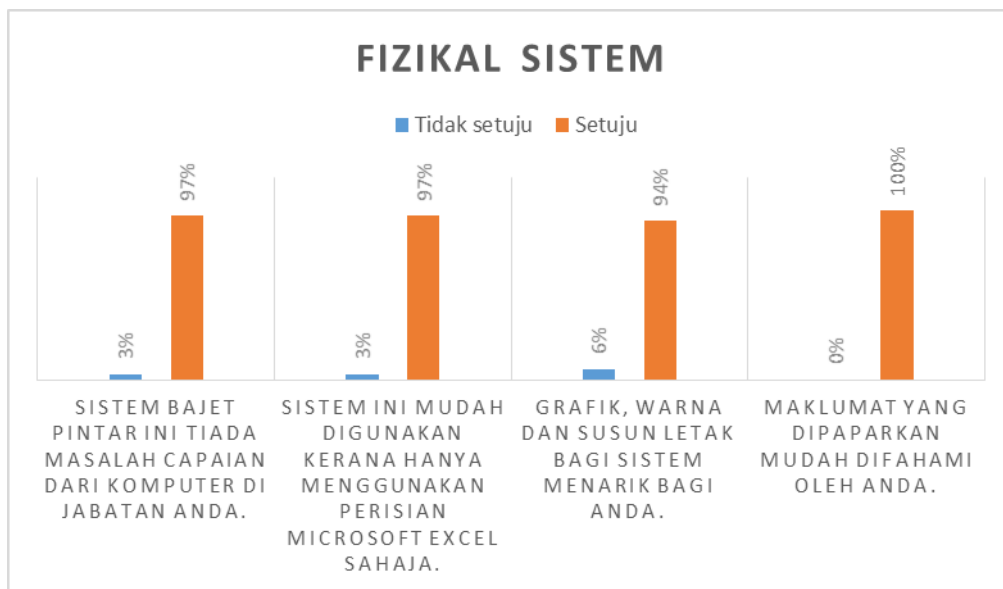 FIZIKAL SISTEM
Tidak setuju Setuju
3%
97%
3%
97%
6%
94%
0%
100%
SISTEM BAJET
PINTAR INI TIADA
MASALAH CAPAIAN
DARI KOMPUTER DI
JABATAN ANDA.
SISTEM INI MUDAH
DIGUNAKAN
KERANA HANYA
MENGGUNAKAN
PERISIAN
MICROSOFT EXCEL
SAHAJA.
GRAFIK, WARNA
DAN SUSUN LETAK
BAGI SISTEM
MENARIK BAGI
ANDA.
MAKLUMAT YANG
DIPAPARKAN
MUDAH DIFAHAMI
OLEH ANDA.